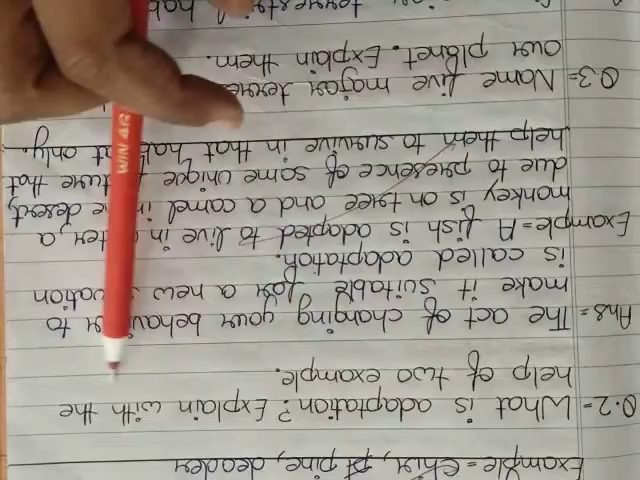 Example = Chir, pine, deodar
Q.2 = What is adaptation? Explain with the
help of two example.
Ans = The act of changing your behaviour to
make it suitable for a new
is called adaptation.
Example = A fish is adapted to live in a
monkey is on tree and a camel in desert
due to presence of some unique that
help them to survive in that only.
Q.3 = Name five major
our planet. Explain them.
WIN